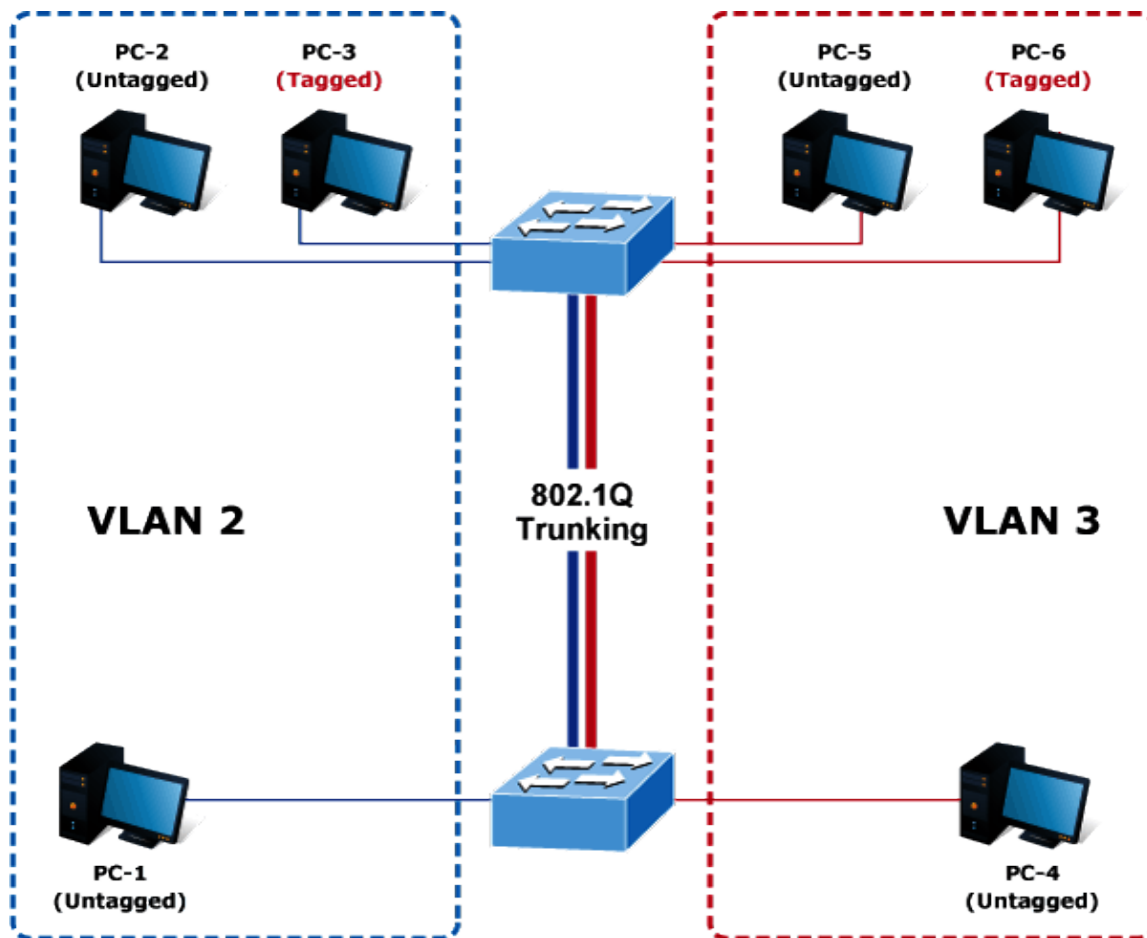 PC-2
(Untagged)
PC-3
(Tagged)
PC-5
(Untagged)
PC-6
(Tagged)
VLAN 2
802.1Q
Trunking
VLAN 3
PC-1
(Untagged)
PC-4
(Untagged)